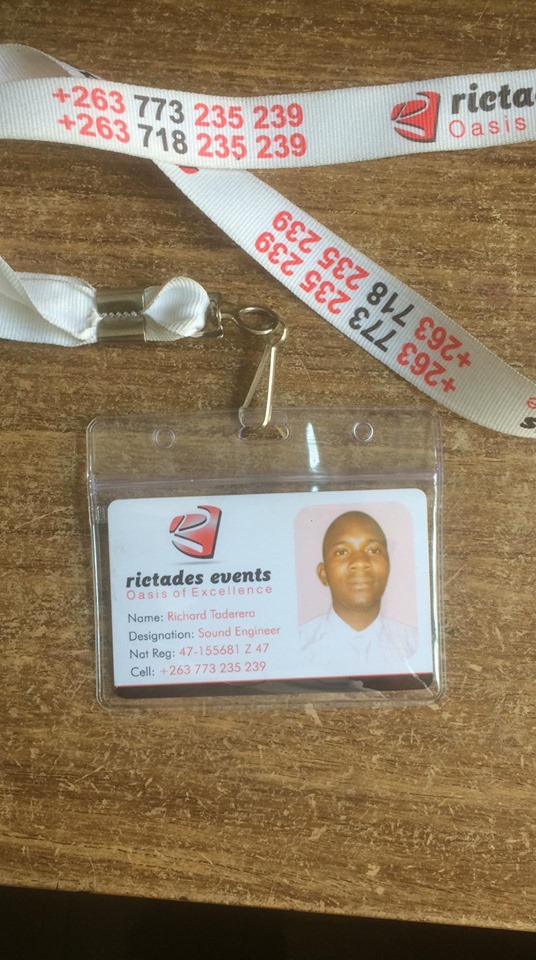 +263 773 235 239
+263 718 235 239
ricta
Oasis
+263 773 235 239
+263 718 235 239
rictades events
Oasis of Excellence
Name: Richard Taderera
Designation: Sound Engineer
Nat Reg: 47-155681 Z 47
Cell: +263 773 235 239